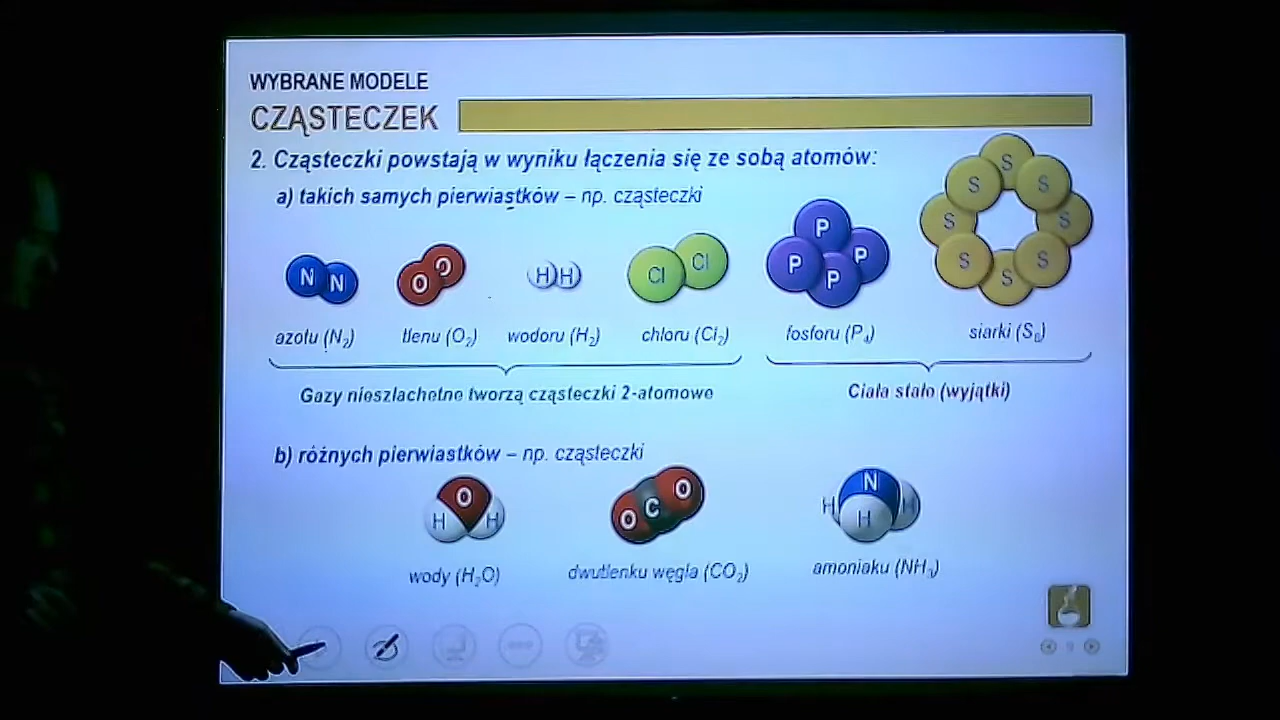 WYBRANE MODELE
CZĄSTECZEK
2. Cząsteczki powstają w wyniku łączenia się ze sobą atomów:
a) takich samych pierwiastków – np. cząsteczki
N N O O H H Cl Cl P P P P S S S S S S S S
azotu (N₂) tlenu (O₂) wodoru (H₂) chloru (Cl₂) fosforu (P₄) siarki (S₈)
Gazy nieszlachetne tworzą cząsteczki 2-atomowe Ciała stałe (wyjątki)
b) różnych pierwiastków – np. cząsteczki
H O H O C O H N H H
wody (H₂O) dwutlenku węgla (CO₂) amoniaku (NH₃)
9